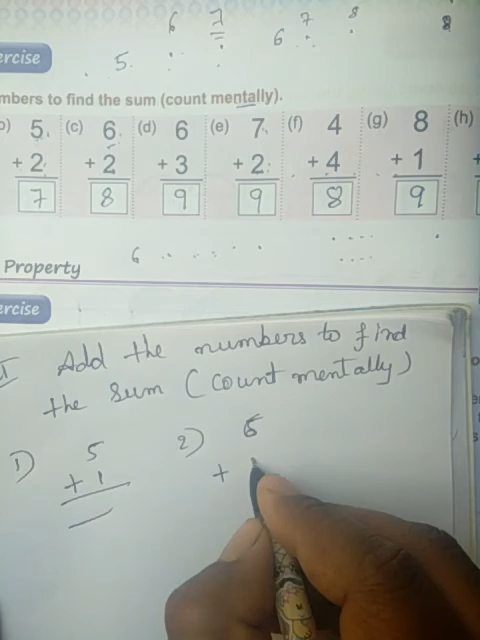 6 7 7 8 8
5. 6
ercise
mbers to find the sum (count mentally).
b) 5 (c) 6 (d) 6 (e) 7 (f) 4 (g) 8 (h)
+ 2 + 2 + 3 + 2 + 4 + 1 +
7 8 9 9 8 9
6
Property
ercise
Add the numbers to find
the sum (count mentally)
1) 5 2) 6
+ 1 +